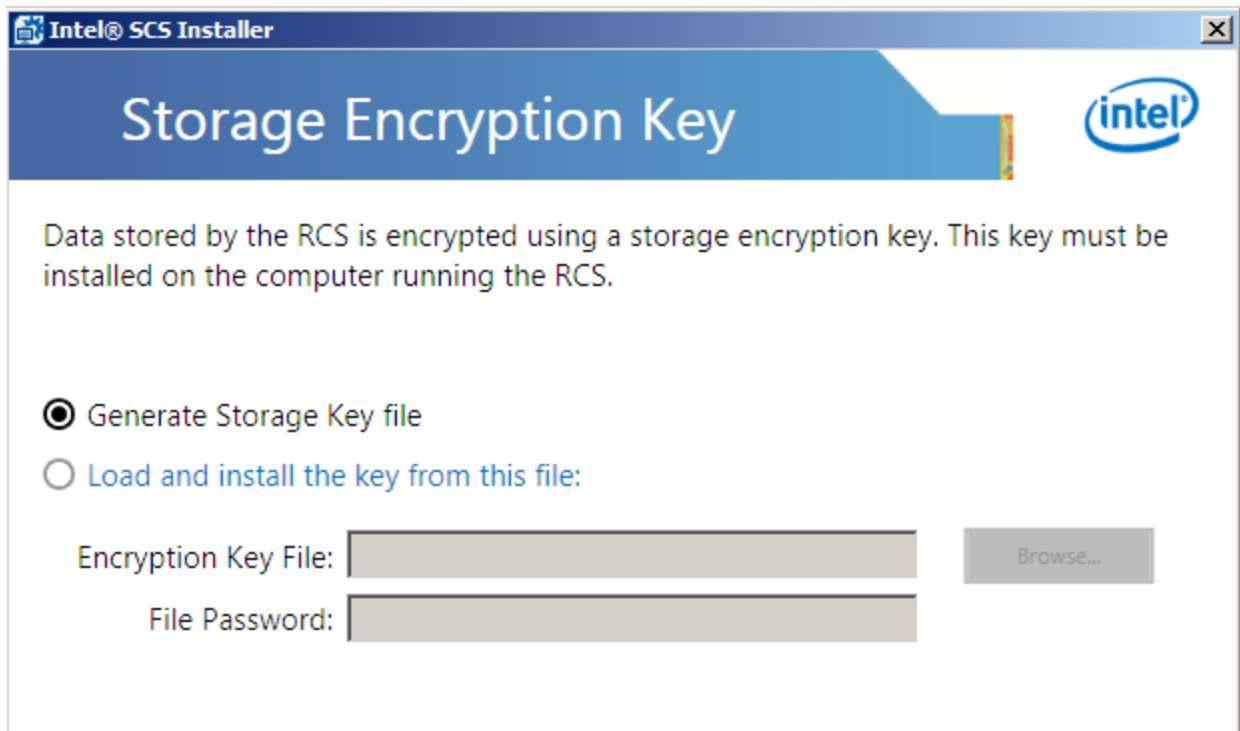 Intel® SCS Installer
Storage Encryption Key
intel®
Data stored by the RCS is encrypted using a storage encryption key. This key must be
installed on the computer running the RCS.
Generate Storage Key file
Load and install the key from this file:
Encryption Key File:
Browse...
File Password: